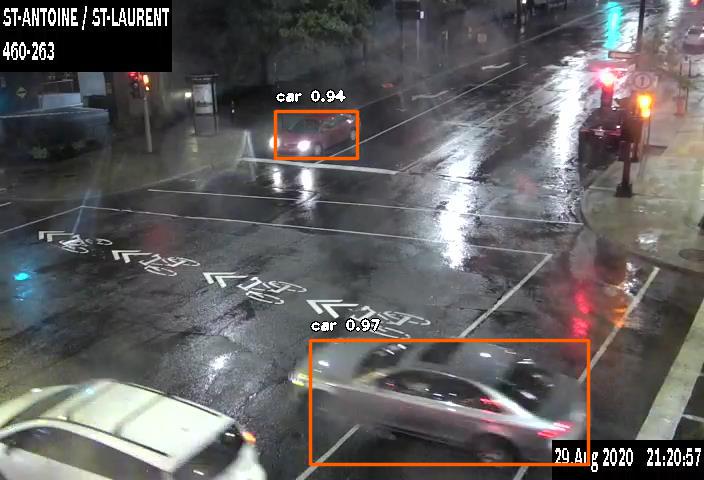 ST-ANTOINE / ST-LAURENT
460-263
car 0.94
car 0.97
29 Aug 2020 21:20:57